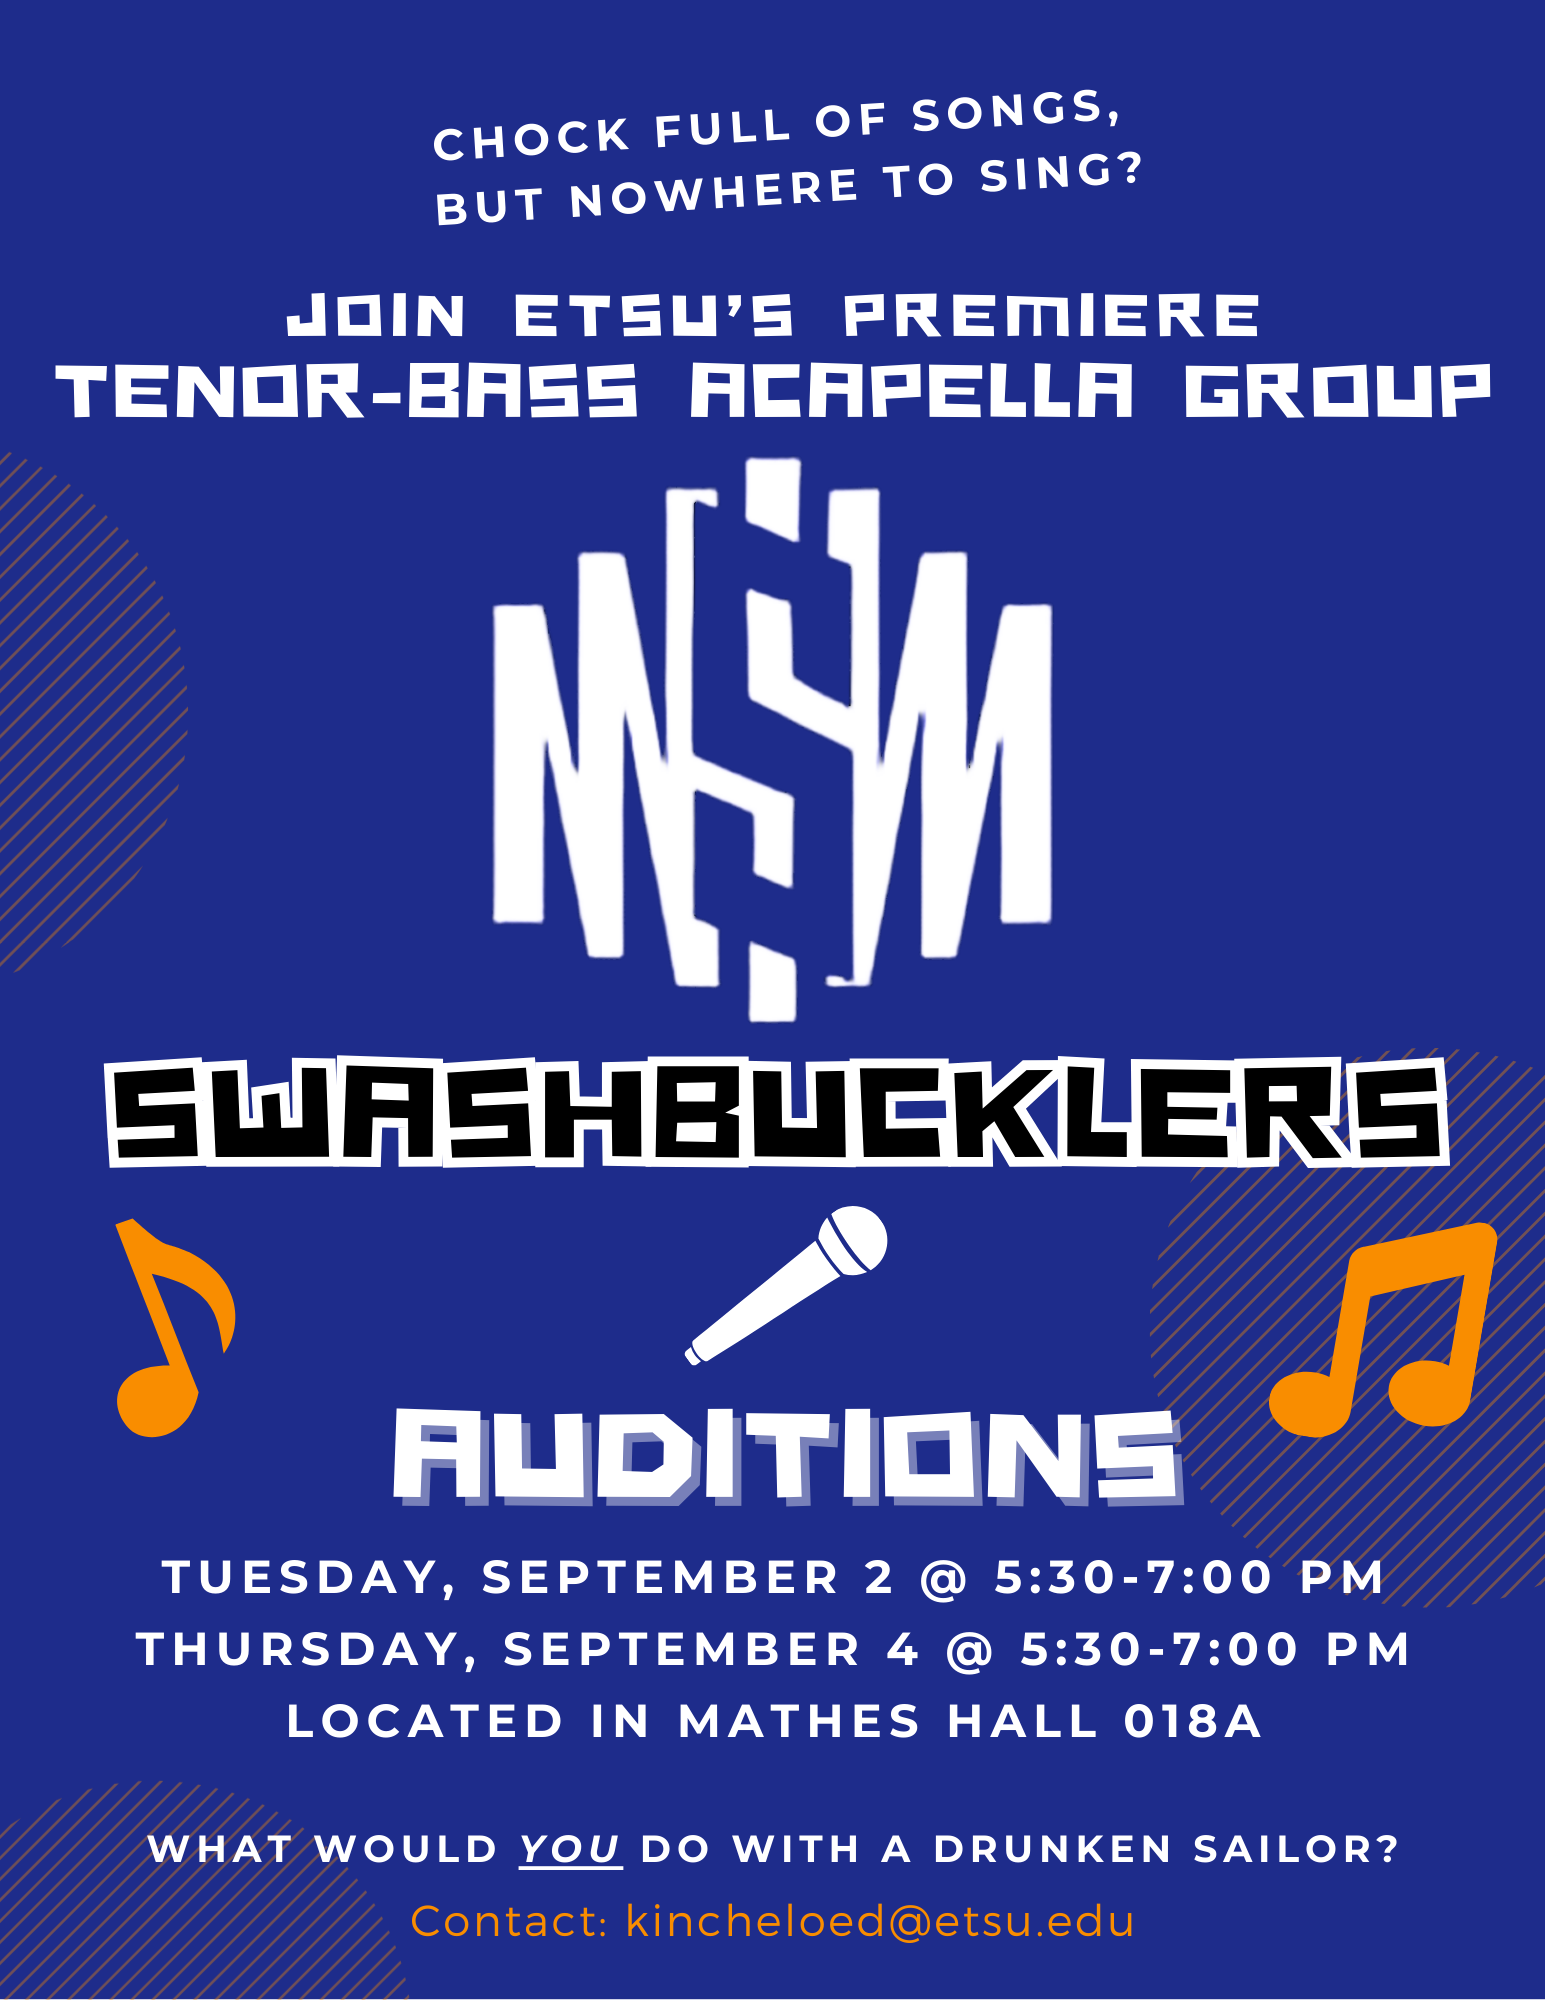 CHOCK FULL OF SONGS,
BUT NOWHERE TO SING?
JOIN ETSU'S PREMIERE
TENOR-BASS ACAPELLA GROUP
MSM
SWASHBUCKLERS
AUDITIONS
TUESDAY, SEPTEMBER 2 @ 5:30-7:00 PM
THURSDAY, SEPTEMBER 4 @ 5:30-7:00 PM
LOCATED IN MATHES HALL 018A
WHAT WOULD YOU DO WITH A DRUNKEN SAILOR?
Contact: kincheloed@etsu.edu